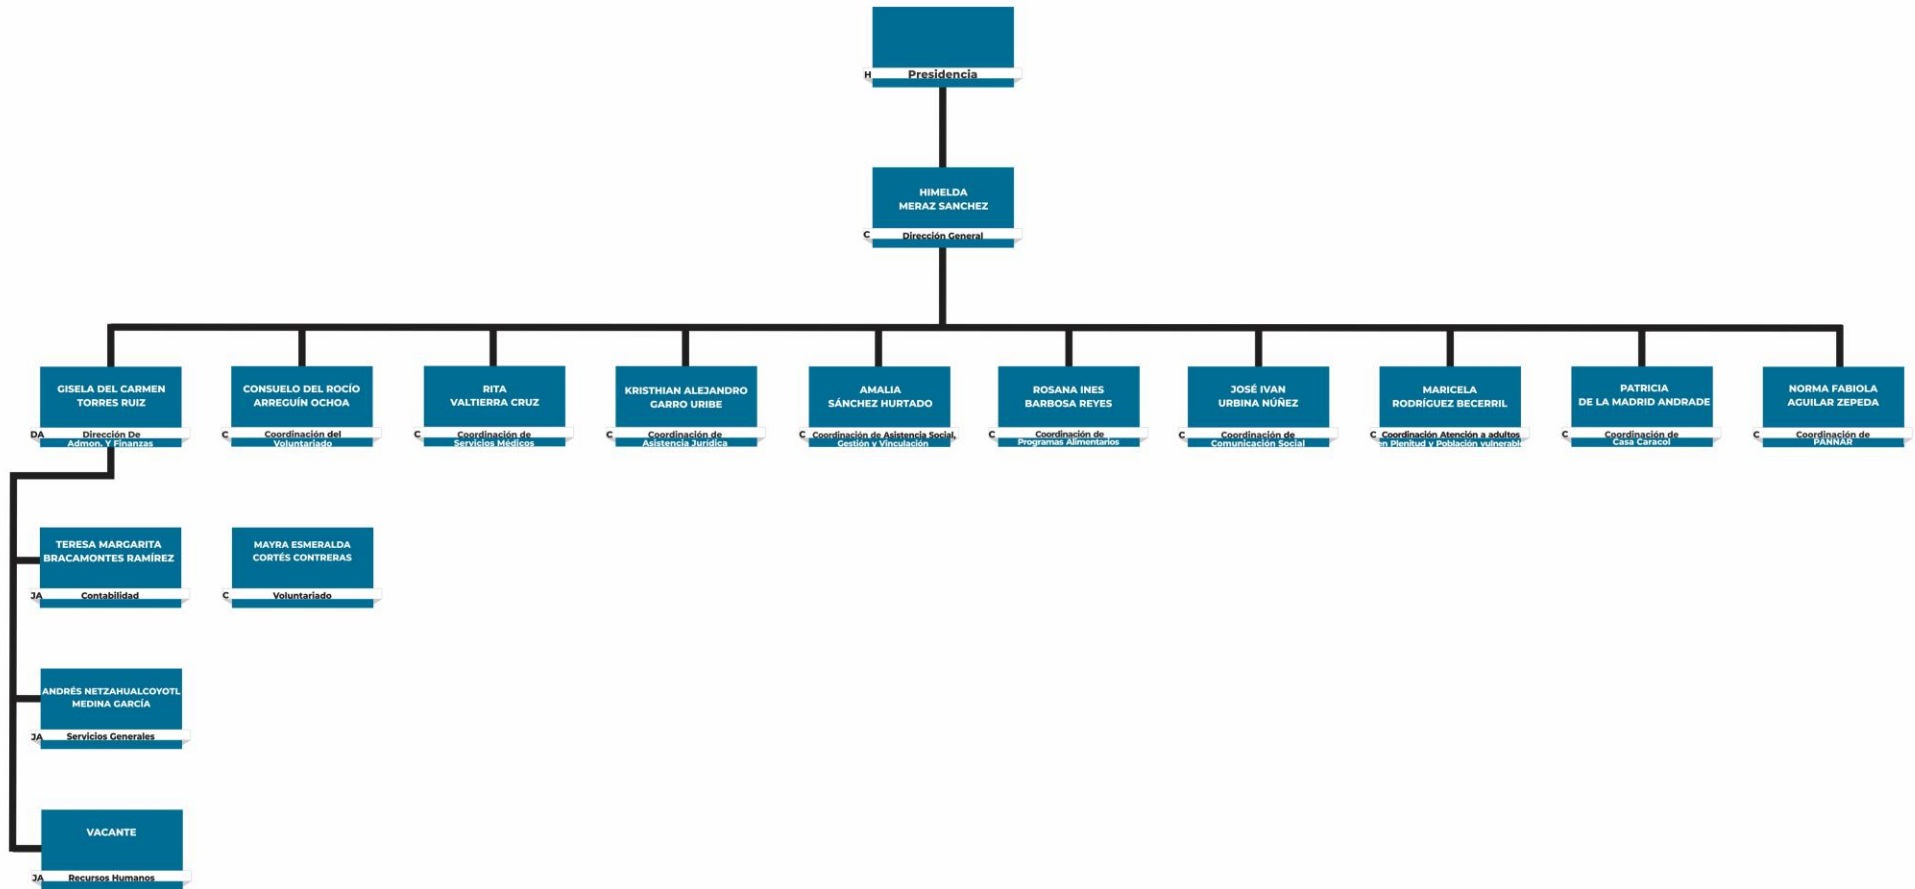 H Presidencia
HIMELDA
MERAZ SANCHEZ
C Dirección General
GISELA DEL CARMEN
TORRES RUIZ
DA Dirección De
Admon. Y Finanzas
CONSUELO DEL ROCÍO
ARREGUÍN OCHOA
C Coordinación del
Voluntariado
RITA
VALTIERRA CRUZ
C Coordinación de
Servicios Médicos
KRISTHIAN ALEJANDRO
GARRO URIBE
C Coordinación de
Asistencia Jurídica
AMALIA
SÁNCHEZ HURTADO
C Coordinación de Asistencia Social,
Gestión y Vinculación
ROSANA INES
BARBOSA REYES
C Coordinación de
Programas Alimentarios
JOSÉ IVAN
URBINA NÚÑEZ
C Coordinación de
Comunicación Social
MARICELA
RODRÍGUEZ BECERRIL
C Coordinación Atención a adultos
en Plenitud y Población vulnerable
PATRICIA
DE LA MADRID ANDRADE
C Coordinación de
Casa Caracol
NORMA FABIOLA
AGUILAR ZEPEDA
C Coordinación de
PANNAR
TERESA MARGARITA
BRACAMONTES RAMÍREZ
JA Contabilidad
MAYRA ESMERALDA
CORTÉS CONTRERAS
C Voluntariado
ANDRÉS NETZAHUALCOYOTL
MEDINA GARCÍA
JA Servicios Generales
VACANTE
JA Recursos Humanos